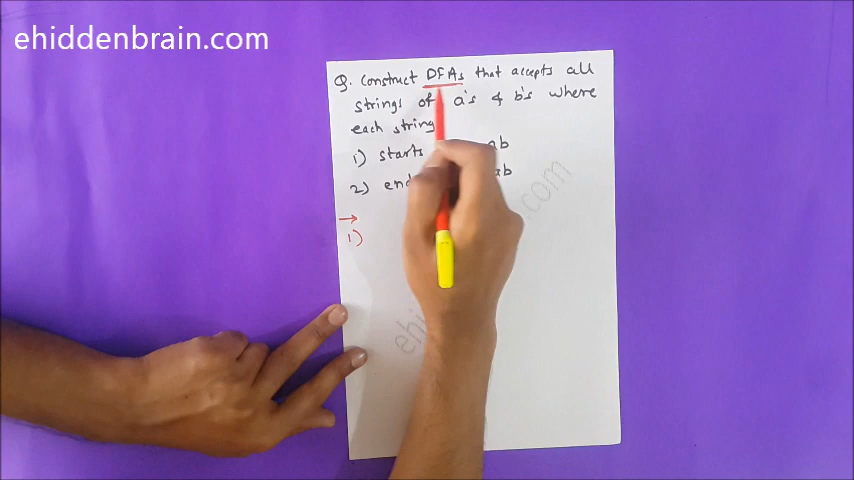 ehiddenbrain.com
Q. Construct DFAs that accepts all
strings of a's & b's where
each string
1) starts ab
2) end ab
→
1)